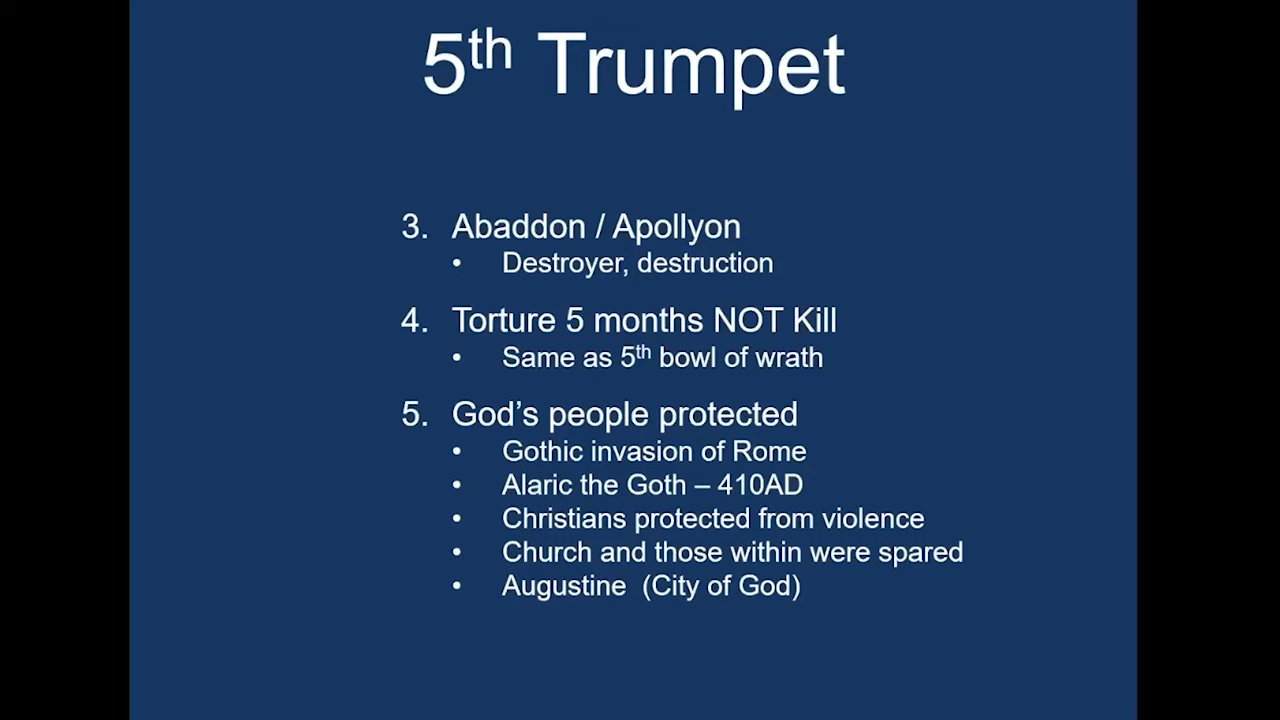 5th Trumpet
3. Abaddon / Apollyon
• Destroyer, destruction
4. Torture 5 months NOT Kill
• Same as 5th bowl of wrath
5. God’s people protected
• Gothic invasion of Rome
• Alaric the Goth – 410AD
• Christians protected from violence
• Church and those within were spared
• Augustine (City of God)